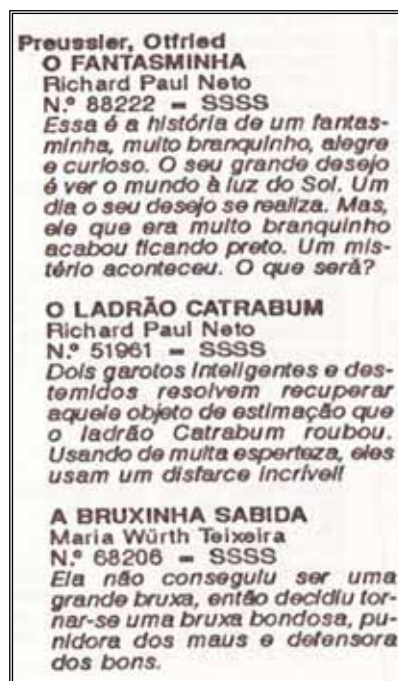 Preussler, Otfried
O FANTASMINHA
Richard Paul Neto
N.º 88222 = SSSS
Essa é a história de um fantas-
minha, muito branquinho, alegre
e curioso. O seu grande desejo
é ver o mundo à luz do Sol. Um
dia o seu desejo se realiza. Mas,
ele que era muito branquinho
acabou ficando preto. Um mis-
tério aconteceu. O que será?
O LADRÃO CATRABUM
Richard Paul Neto
N.º 51961 = SSSS
Dois garotos inteligentes e des-
temidos resolvem recuperar
aquele objeto de estimação que
o ladrão Catrabum roubou.
Usando de muita esperteza, eles
usam um disfarce incrível!
A BRUXINHA SABIDA
Maria Würth Teixeira
N.º 68206 = SSSS
Ela não conseguiu ser uma
grande bruxa, então decidiu tor-
nar-se uma bruxa bondosa, pu-
nidora dos maus e defensora
dos bons.